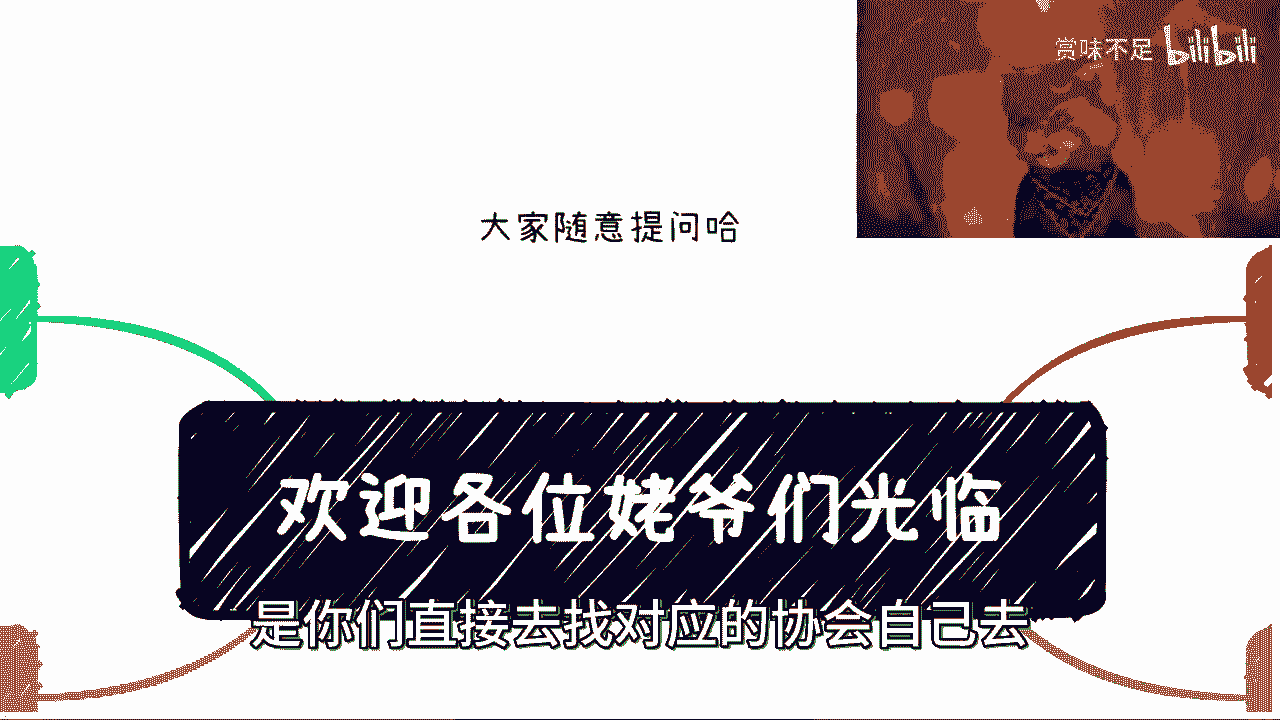 赏味不足 bilibili
大家随意提问哈
欢迎各位姥爷们光临
是你们直接去找对应的协会自己去